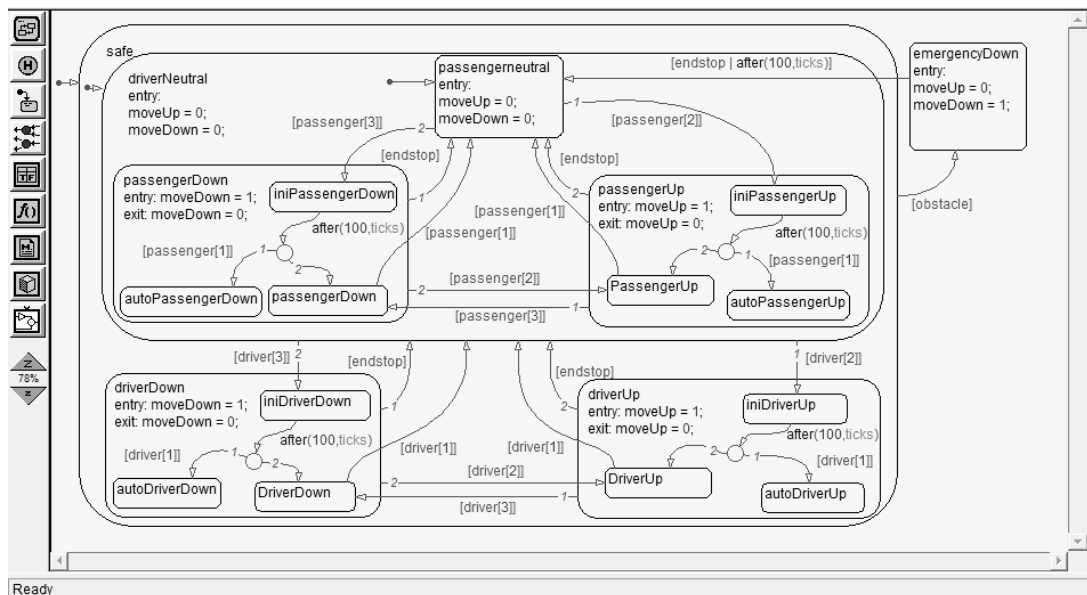 safe
driverNeutral
entry:
moveUp = 0;
moveDown = 0;
passengerneutral
entry:
moveUp = 0;
moveDown = 0;
[endstop | after(100,ticks)]
emergencyDown
entry:
moveUp = 0;
moveDown = 1;
[passenger[3]]
2
1
[passenger[2]]
[endstop]
[endstop]
[obstacle]
passengerDown
entry: moveDown = 1;
exit: moveDown = 0;
iniPassengerDown
after(100,ticks)
[passenger[1]]
1
2
autoPassengerDown
passengerDown
1
[passenger[1]]
[passenger[1]]
2
[passenger[2]]
1
[passenger[3]]
2
passengerUp
entry: moveUp = 1;
exit: moveUp = 0;
iniPassengerUp
after(100,ticks)
2
1
[passenger[1]]
PassengerUp
autoPassengerUp
[driver[3]]
2
[endstop]
[endstop]
1
[driver[2]]
driverDown
entry: moveDown = 1;
exit: moveDown = 0;
iniDriverDown
after(100,ticks)
[driver[1]]
1
2
autoDriverDown
DriverDown
1
[driver[1]]
[driver[1]]
2
[driver[2]]
1
[driver[3]]
2
driverUp
entry: moveUp = 1;
exit: moveUp = 0;
iniDriverUp
after(100,ticks)
2
1
[driver[1]]
DriverUp
autoDriverUp
H
T F
f()
M
Z
78%
z
Ready